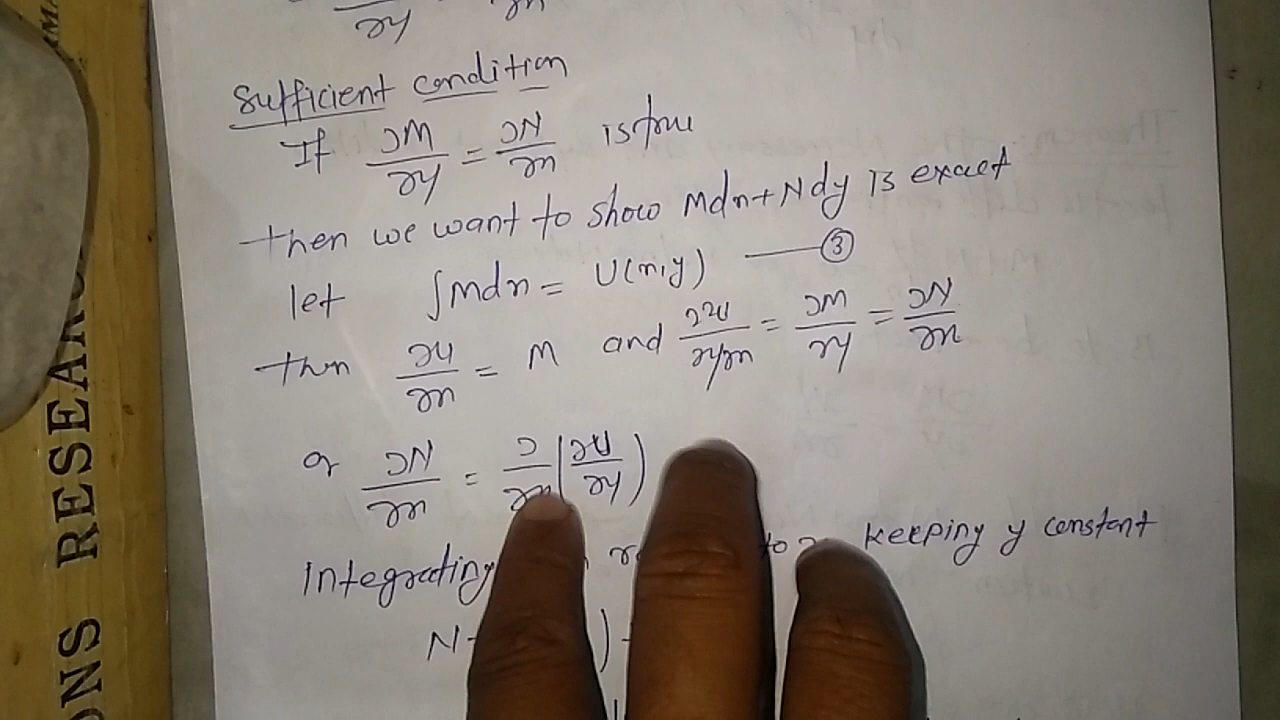 ∂y ∂x
Sufficient condition
If ∂M/∂y = ∂N/∂x is true
then we want to show Mdx + Ndy is exact
let ∫Mdx = U(x,y) —— ③
then ∂U/∂x = M and ∂²U/∂y∂x = ∂M/∂y = ∂N/∂x
or ∂N/∂x = ∂/∂x (∂U/∂y)
Integrating to x keeping y constant
N
RESEARC
ONS